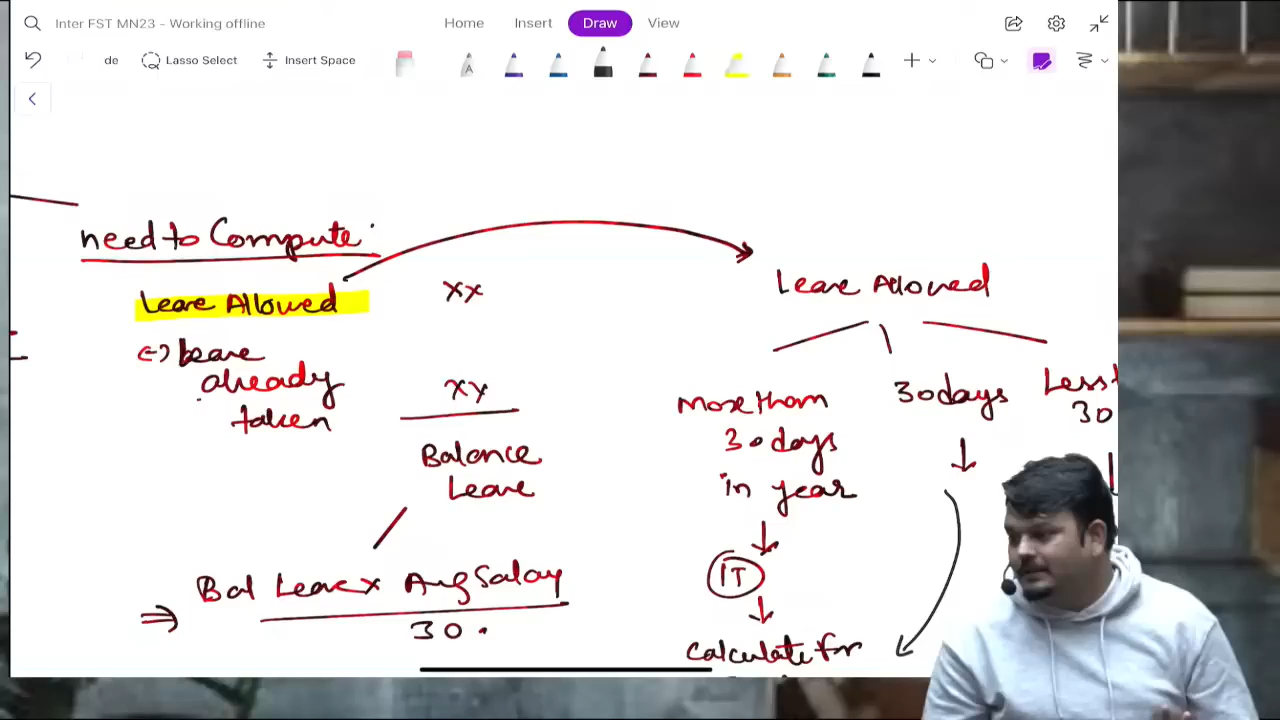 Inter FST MN23 - Working offline
Home Insert Draw View
de Lasso Select Insert Space
need to Compute
Leave Allowed xx
(-) Leave already taken xy
Balance Leave
⇒ Bal Leave x Avg Salary
30
Leave Allowed
More than 30 days in year
↓
IT
↓
Calculate for
30 days
↓
Less
30